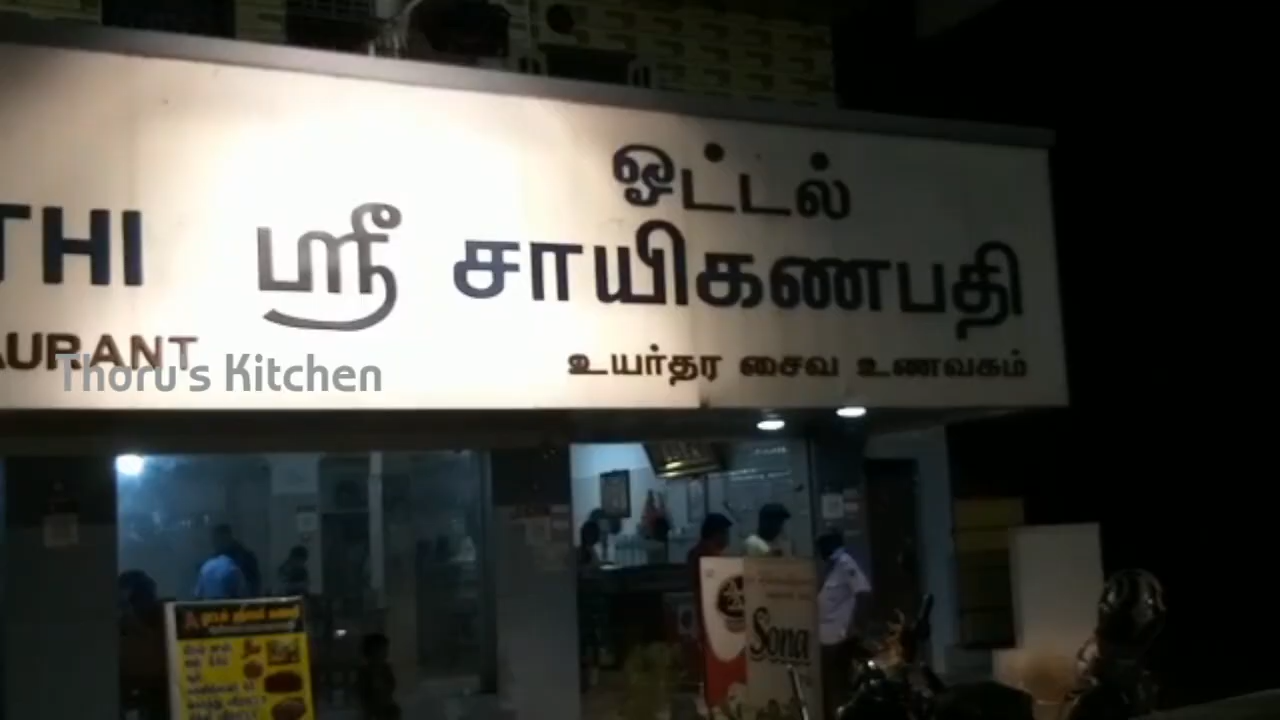 ஓட்டல்
THI ஸ்ரீ சாயிகணபதி
AURANT
உயர்தர சைவ உணவகம்
Thoru's Kitchen
Sona